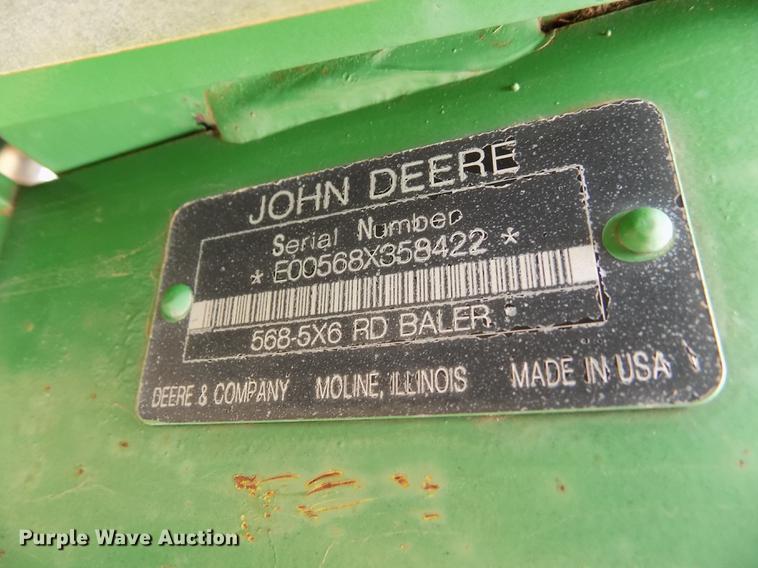 JOHN DEERE
Serial Number
* E00568X358422 *
568-5X6 RD BALER
DEERE & COMPANY MOLINE, ILLINOIS MADE IN USA
Purple Wave Auction